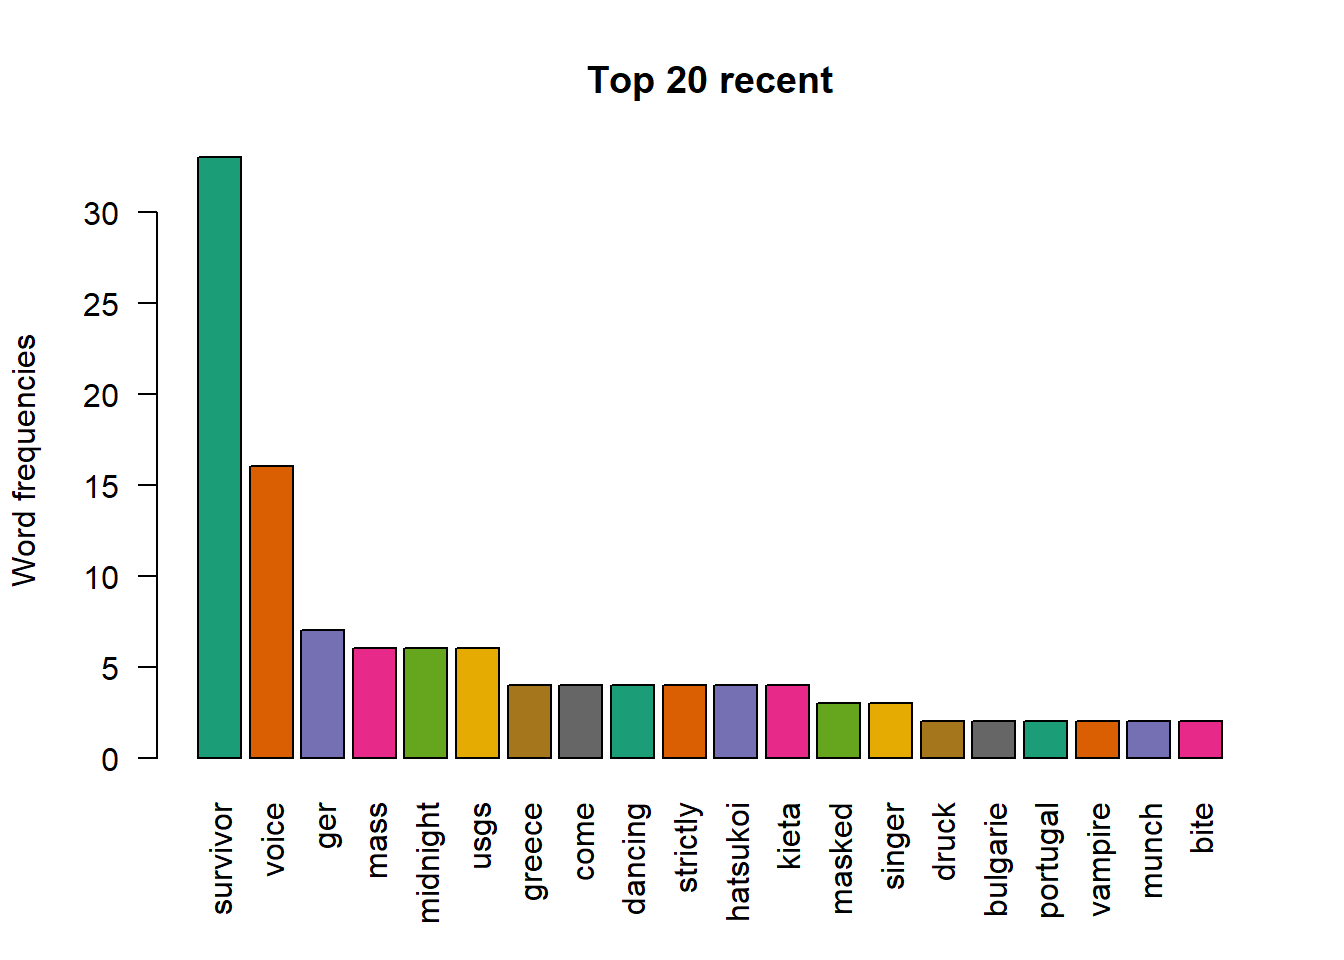 Top 20 recent
Word frequencies
30
25
20
15
10
5
0
survivor
voice
ger
mass
midnight
usgs
greece
come
dancing
strictly
hatsukoi
kieta
masked
singer
druck
bulgarie
portugal
vampire
munch
bite